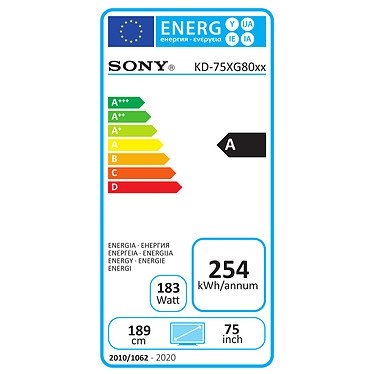 ENERG Y UA
енергия · ενεργεια IE IA
SONY® KD-75XG80xx
A+++
A++
A+
A
B
C
D
A
ENERGIA · ЕНЕРГИЯ
ΕΝΕΡΓΕΙΑ · ENERGIJA
ENERGY · ENERGIE
ENERGI
183
Watt
254
kWh/annum
189
cm
75
inch
2010/1062 - 2020